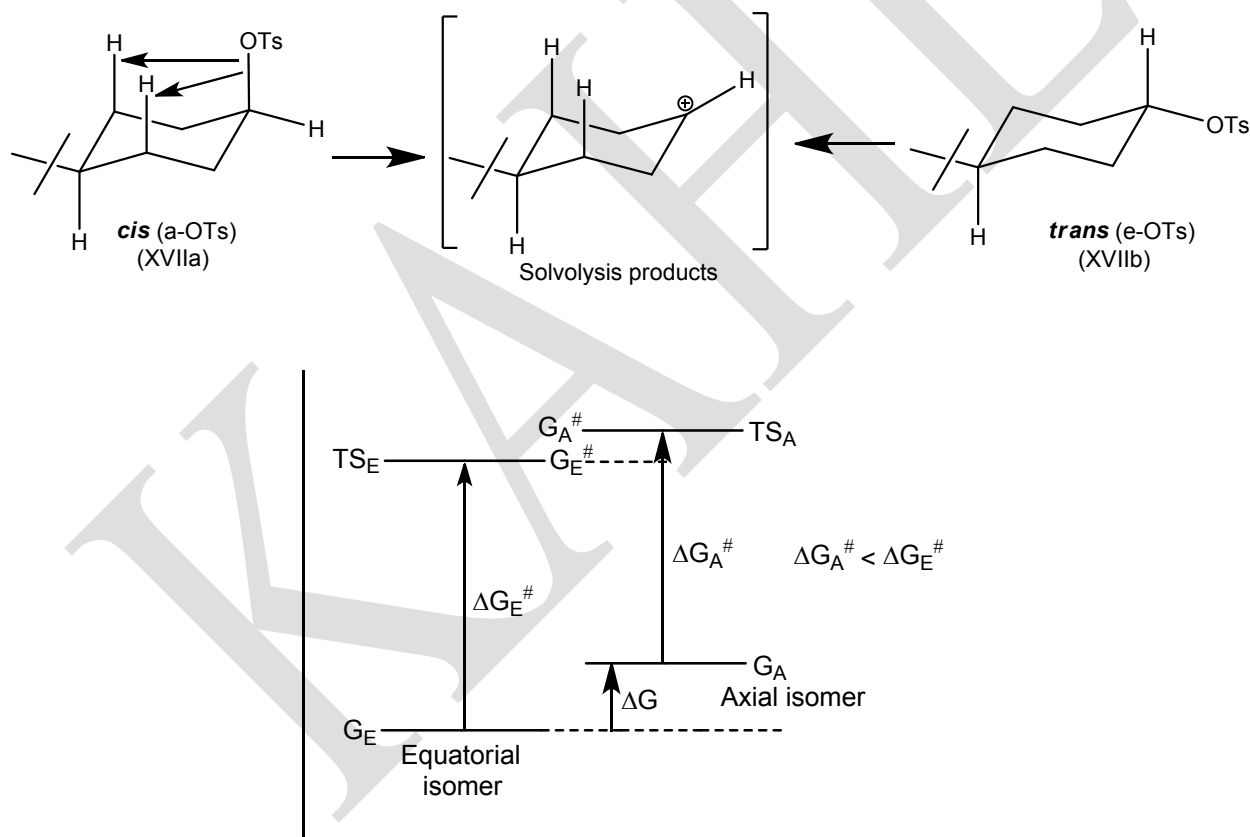 H
H
OTs
H
H
cis (a-OTs)
(XVIIa)
H
H
⊕
H
H
Solvolysis products
H
OTs
H
trans (e-OTs)
(XVIIb)
G_A^# TS_A
TS_E G_E^#
ΔG_E^#
ΔG_A^# ΔG_A^# < ΔG_E^#
G_A
ΔG Axial isomer
G_E
Equatorial
isomer
KAHL